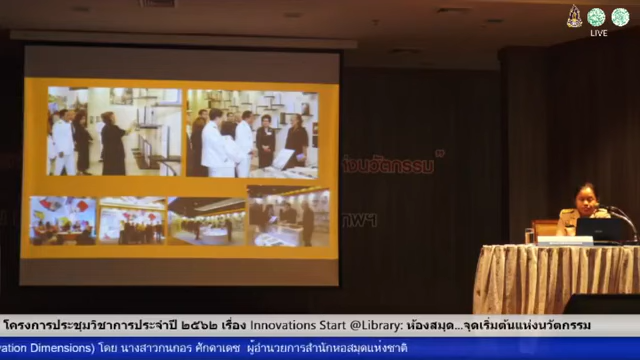 LIVE
แห่งนวัตกรรม"
โครงการประชุมวิชาการประจำปี ๒๕๖๒ เรื่อง Innovations Start @Library: ห้องสมุด...จุดเริ่มต้นแห่งนวัตกรรม
vation Dimensions) โดย นางสาวกนกอร ศักดาเดช ผู้อำนวยการสำนักหอสมุดแห่งชาติ